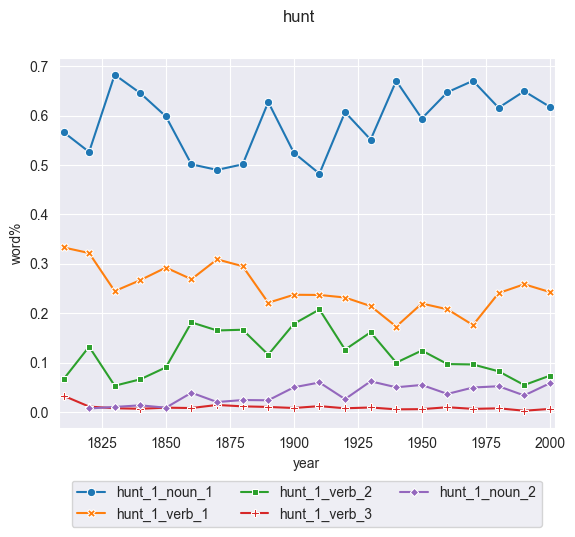 hunt
0.7
0.6
0.5
0.4
0.3
0.2
0.1
0.0
word%
1825 1850 1875 1900 1925 1950 1975 2000
year
hunt_1_noun_1 hunt_1_verb_2 hunt_1_noun_2
hunt_1_verb_1 hunt_1_verb_3